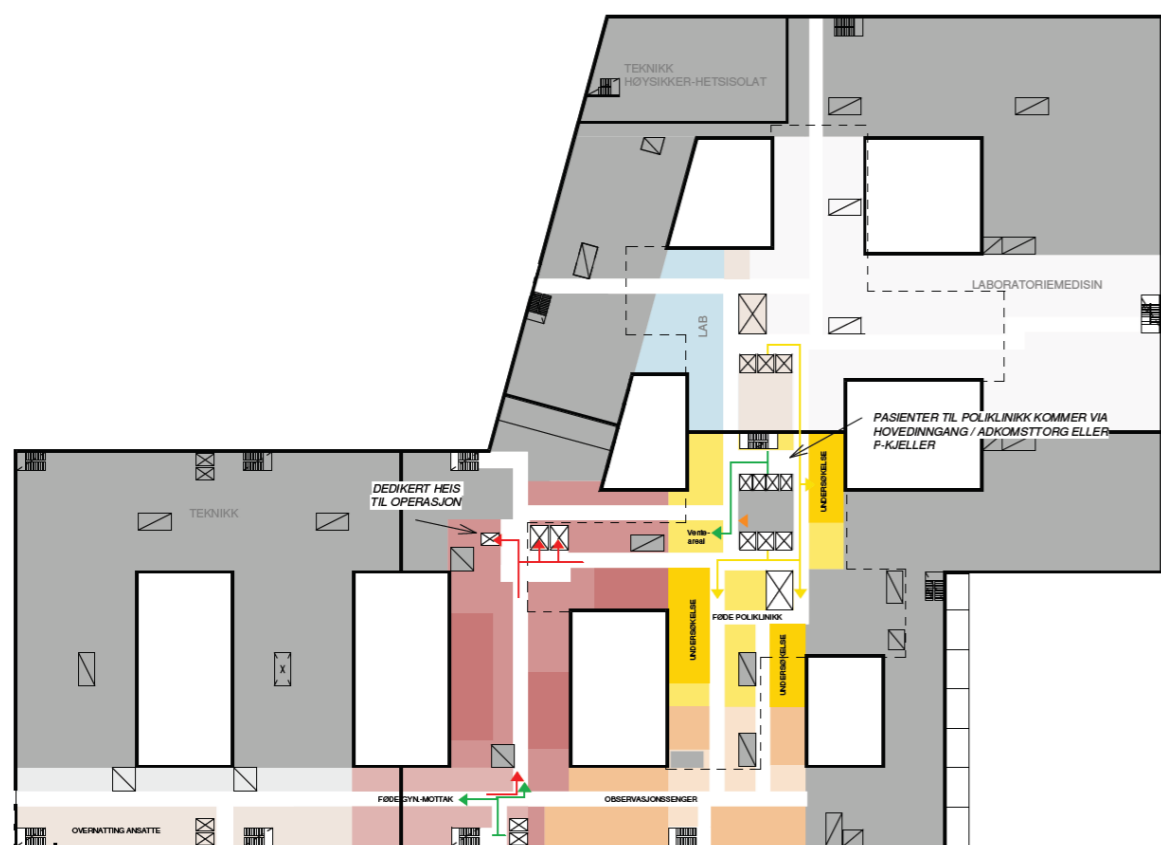 TEKNIKK
HØYSIKKER-HETSISOLAT
LABORATORIEMEDISIN
LAB
PASIENTER TIL POLIKLINIKK KOMMER VIA
HOVEDINNGANG / ADKOMSTTORG ELLER
P-KJELLER
UNDERSØKELSE
DEDIKERT HEIS
TIL OPERASJON
TEKNIKK
Vente-
areal
UNDERSØKELSE
FØDE POLIKLINIKK
UNDERSØKELSE
X
FØDE/GYN.-MOTTAK
OBSERVASJONSSENGER
OVERNATTING ANSATTE